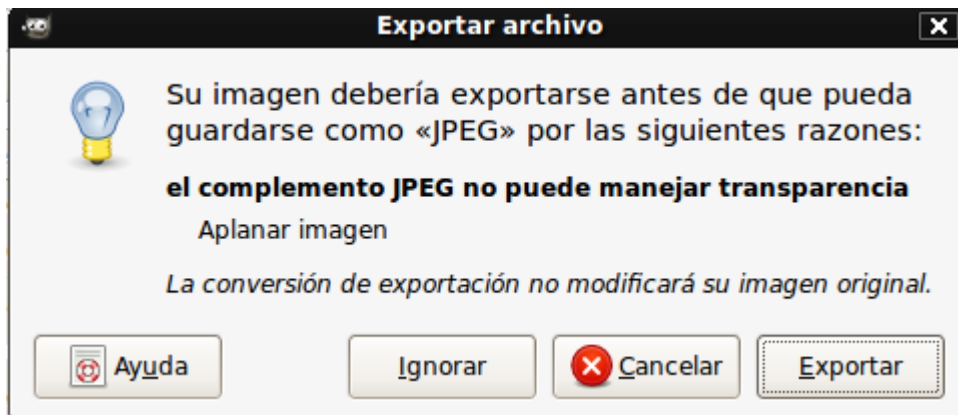 Exportar archivo
Su imagen debería exportarse antes de que pueda
guardarse como «JPEG» por las siguientes razones:
el complemento JPEG no puede manejar transparencia
Aplanar imagen
La conversión de exportación no modificará su imagen original.
Ayuda
Ignorar
Cancelar
Exportar